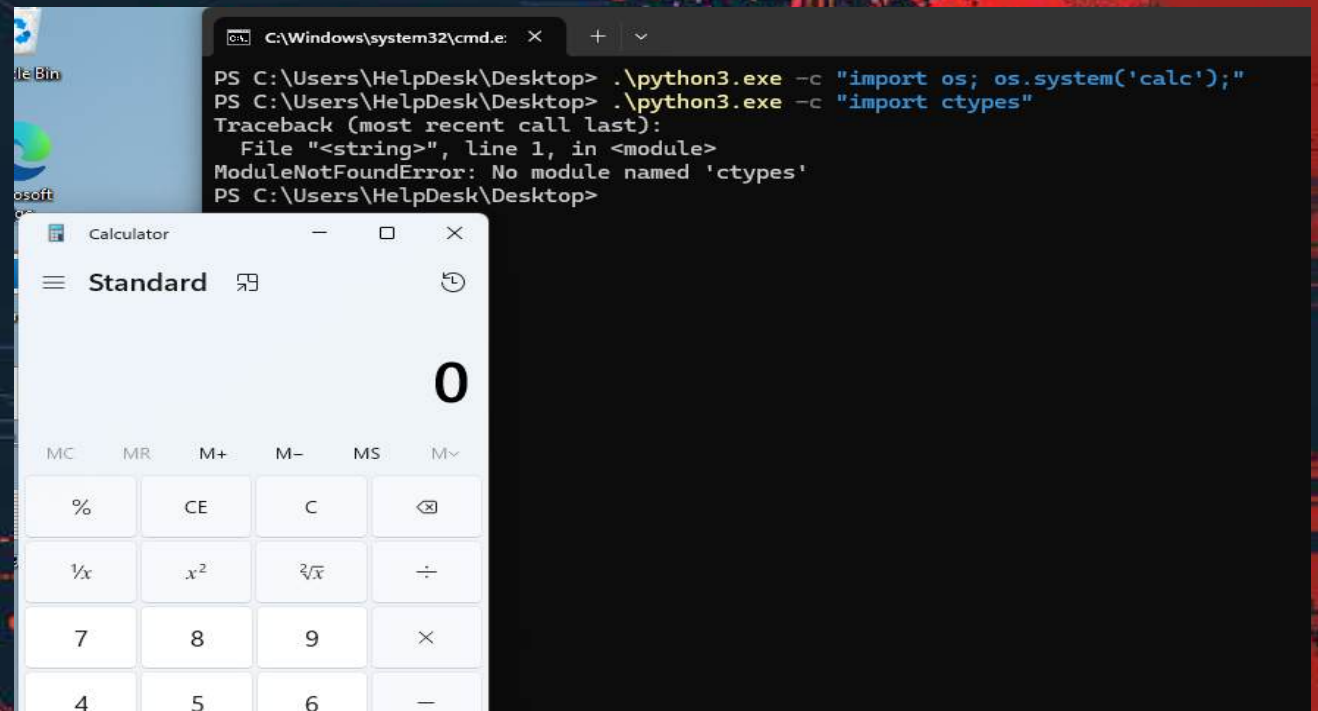 C:\Windows\system32\cmd.e:
PS C:\Users\HelpDesk\Desktop> .\python3.exe -c "import os; os.system('calc');"
PS C:\Users\HelpDesk\Desktop> .\python3.exe -c "import ctypes"
Traceback (most recent call last):
  File "<string>", line 1, in <module>
ModuleNotFoundError: No module named 'ctypes'
PS C:\Users\HelpDesk\Desktop>
Bin
osoft
Calculator
Standard
0
MC MR M+ M− MS M
% CE C
¹/x x² ²√x ÷
7 8 9 ×
4 5 6 −